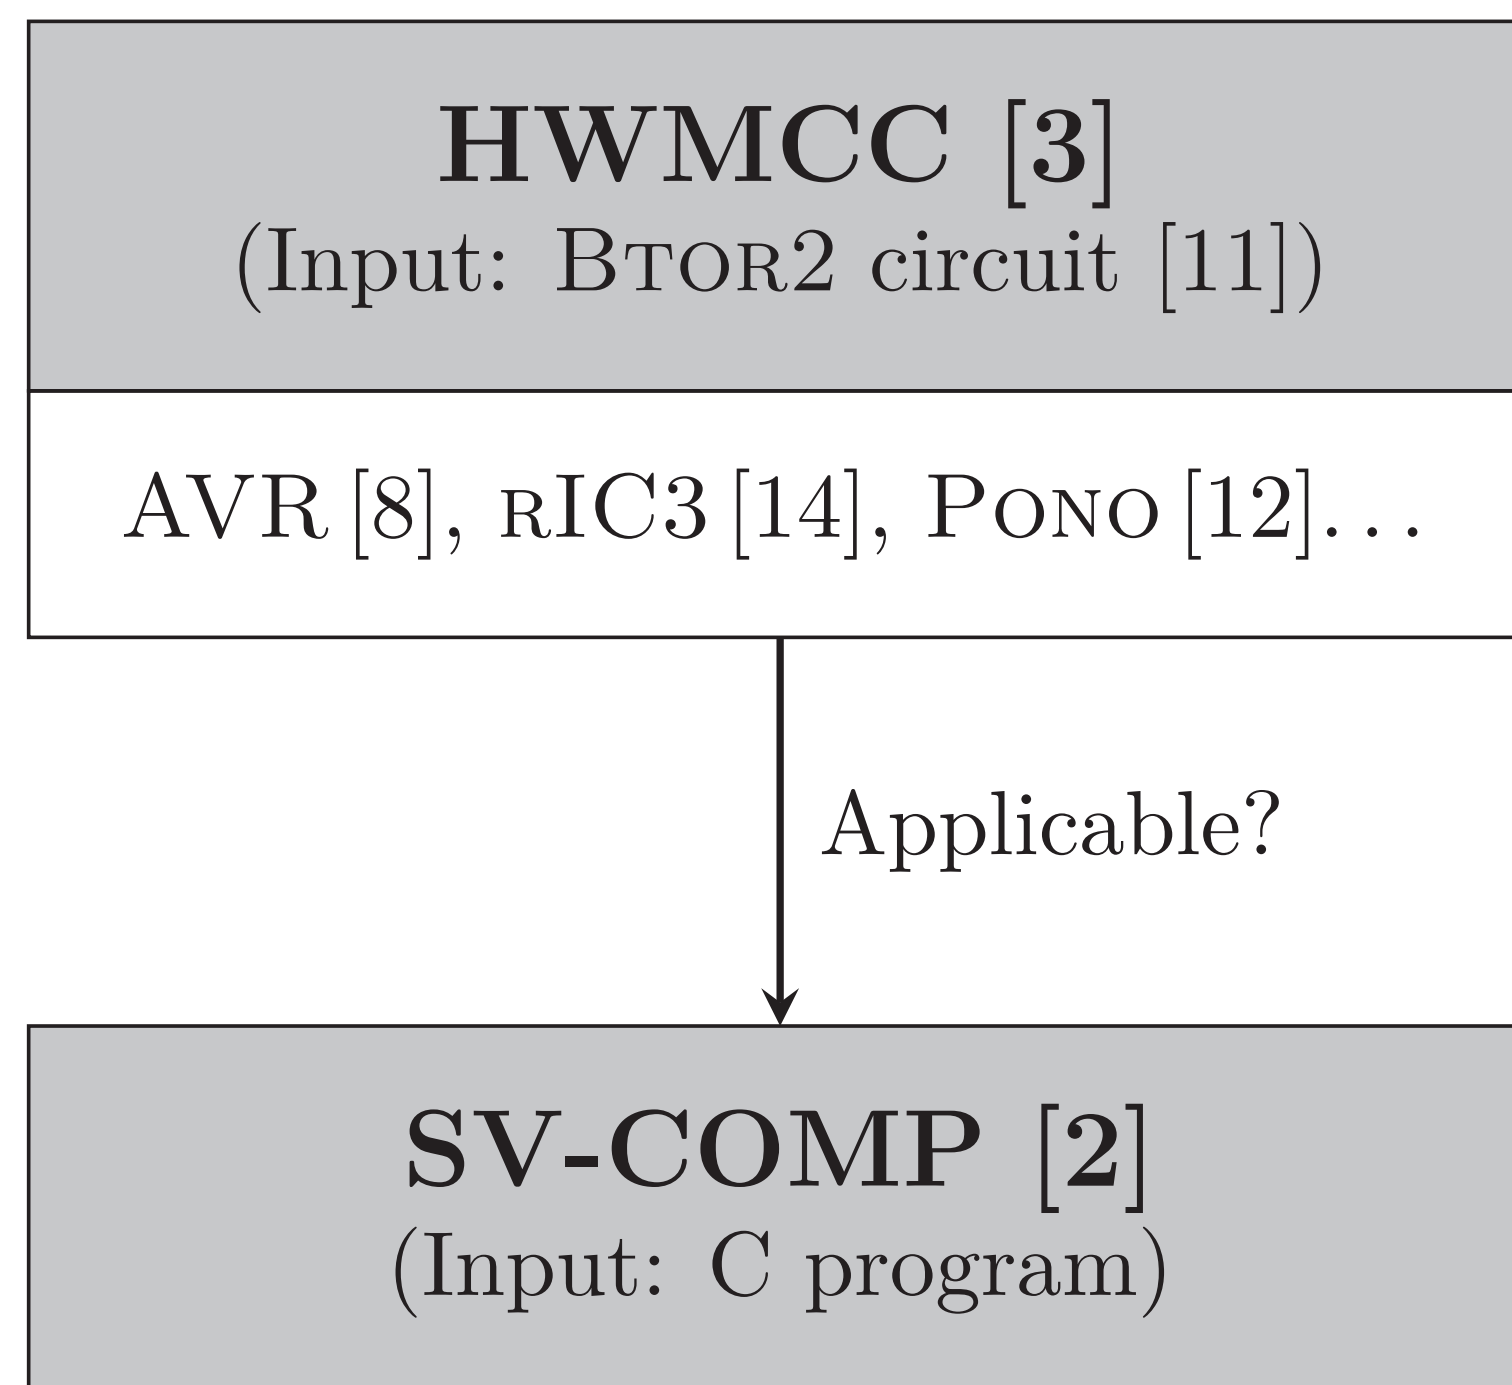 HWMCC [3]
(Input: Btor2 circuit [11])
AVR [8], rIC3 [14], Pono [12]...
Applicable?
SV-COMP [2]
(Input: C program)